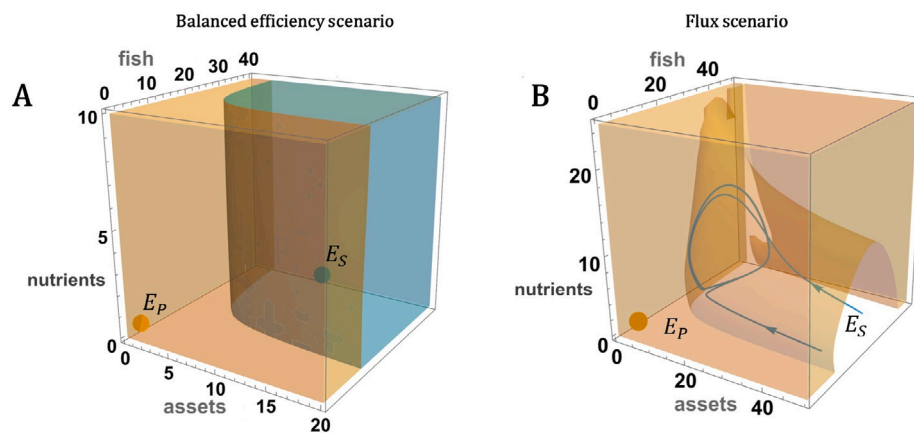 Balanced efficiency scenario
Flux scenario
A
fish
0 10 20 30 40
10
5
0
nutrients
E_P
E_S
0 5 10 15 20
assets
B
fish
0 20 40
20
10
0
nutrients
E_P
E_S
0 20 40
assets